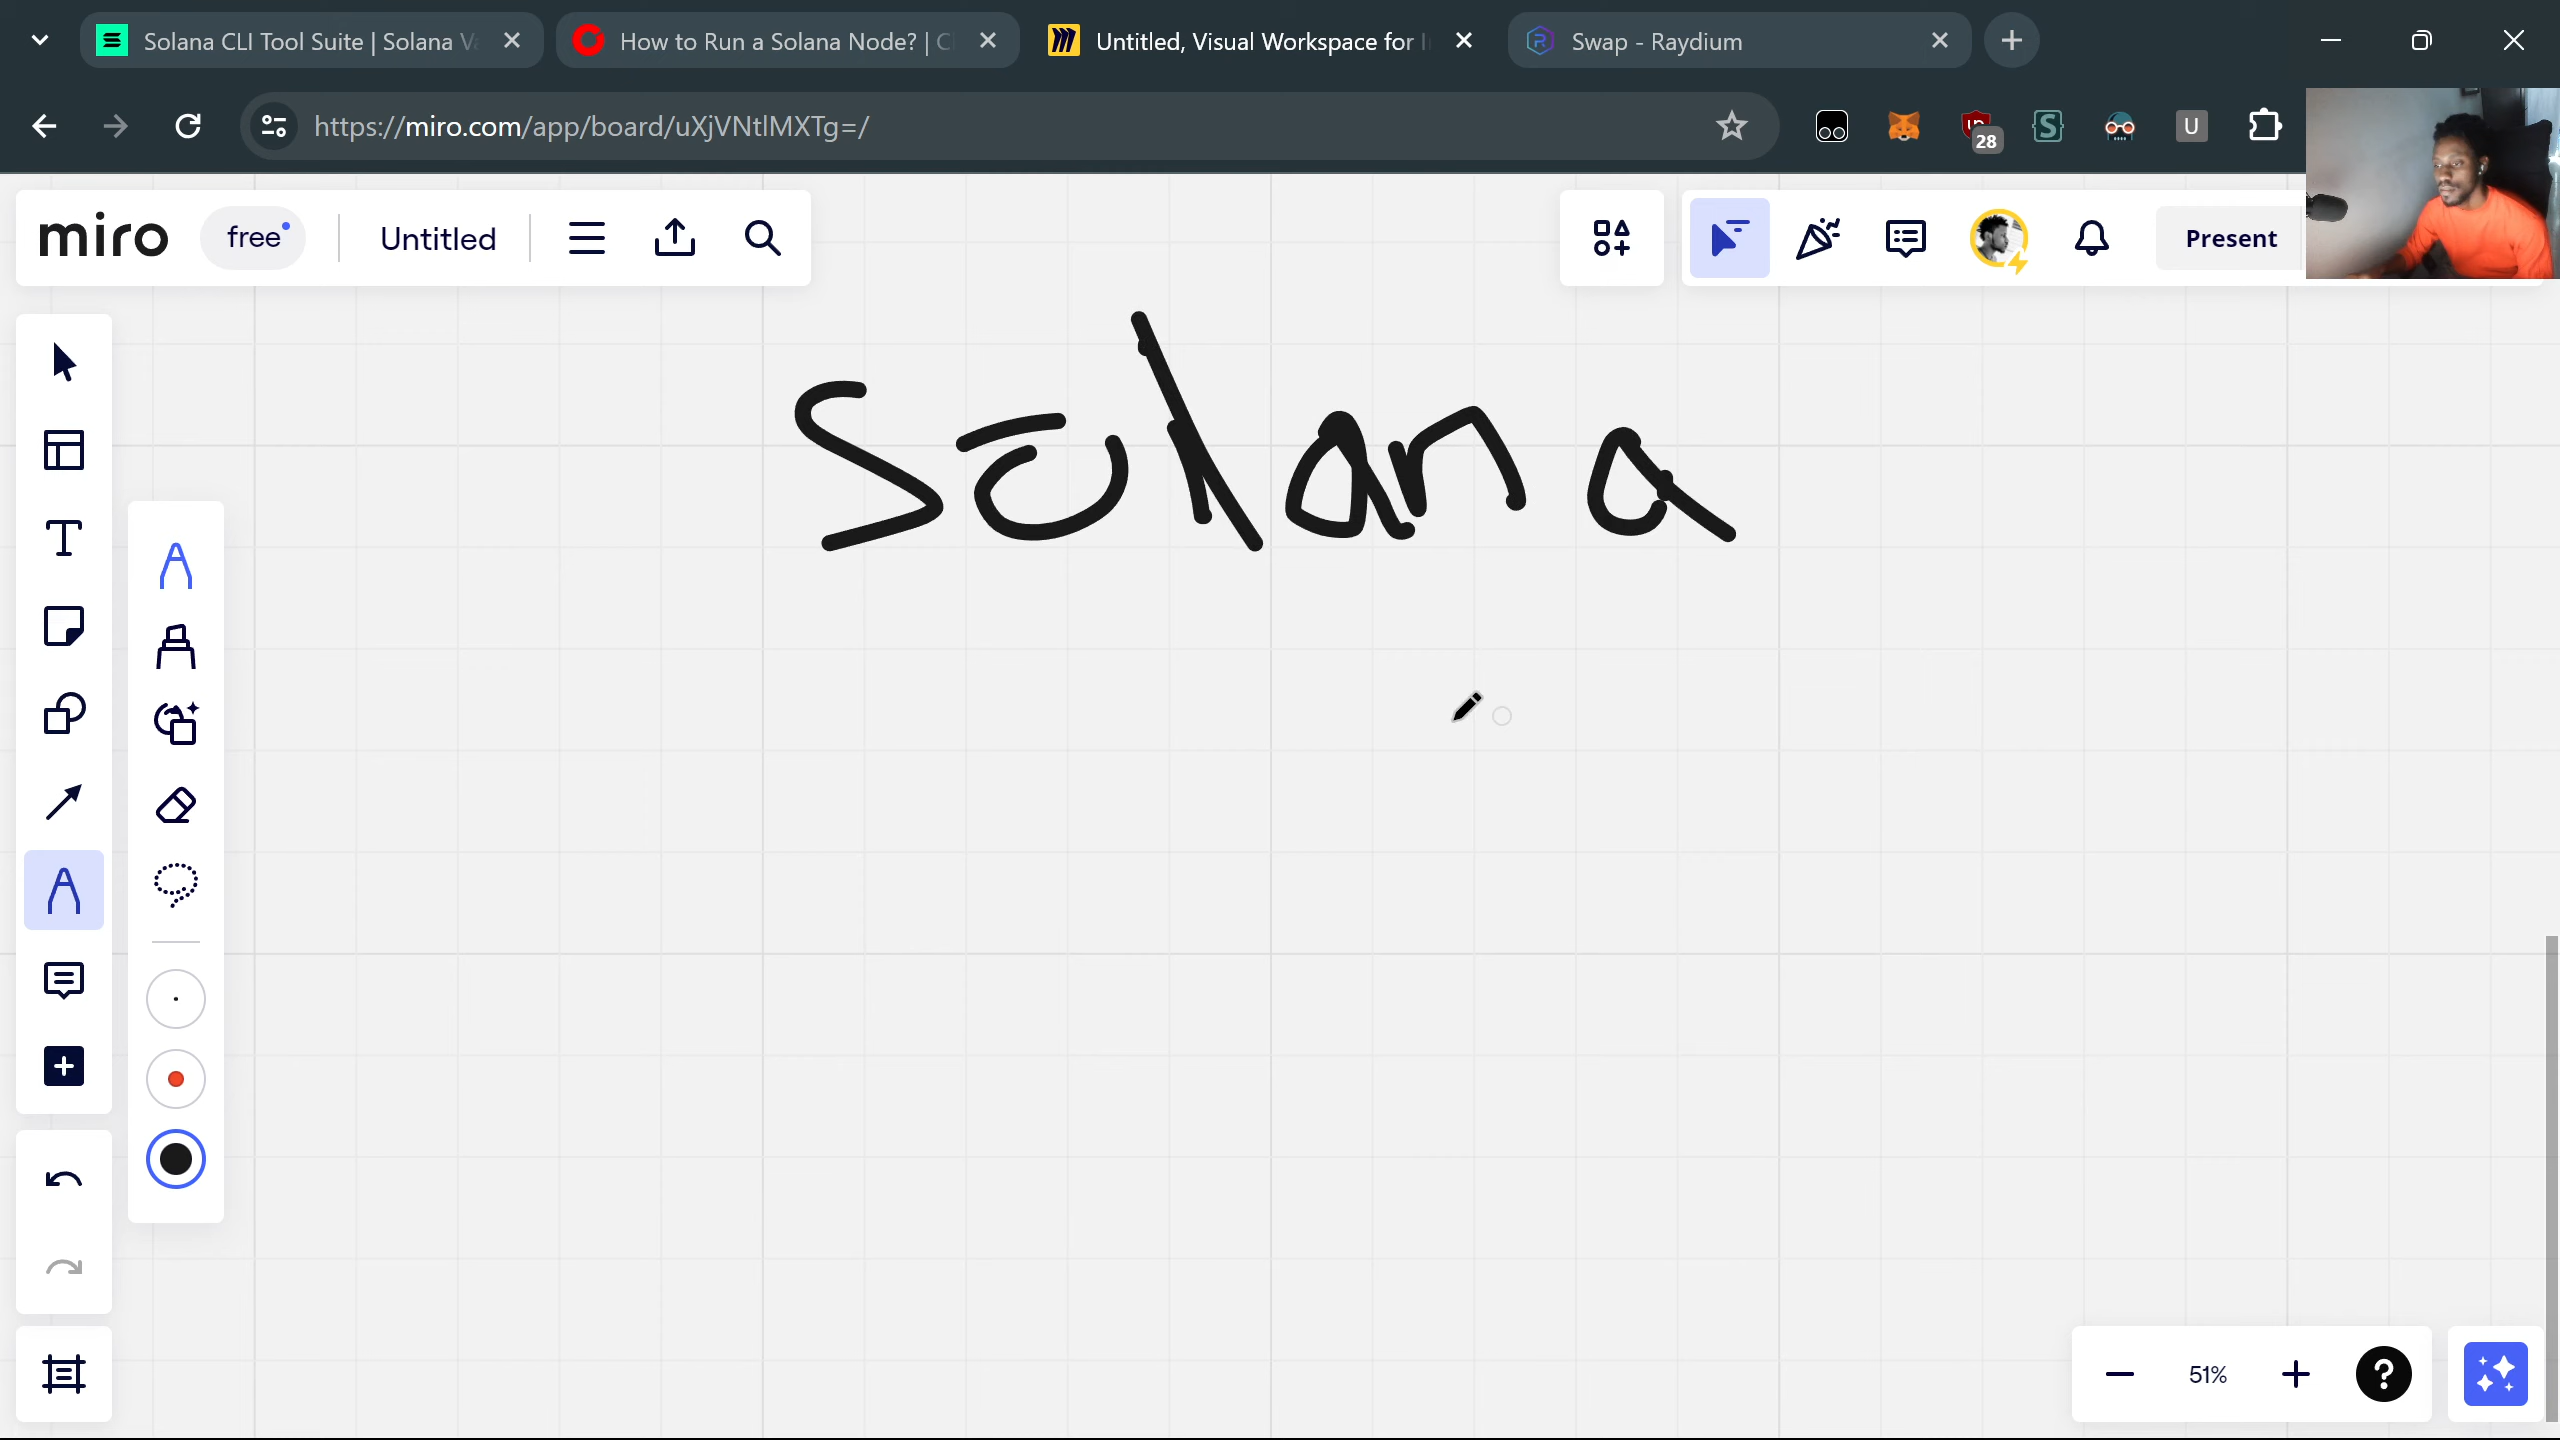 Solana CLI Tool Suite | Solana Va
How to Run a Solana Node? | C
Untitled, Visual Workspace for I
Swap - Raydium
https://miro.com/app/board/uXjVNtlMXTg=/
28
U
miro
free
Untitled
Present
Solana
51%